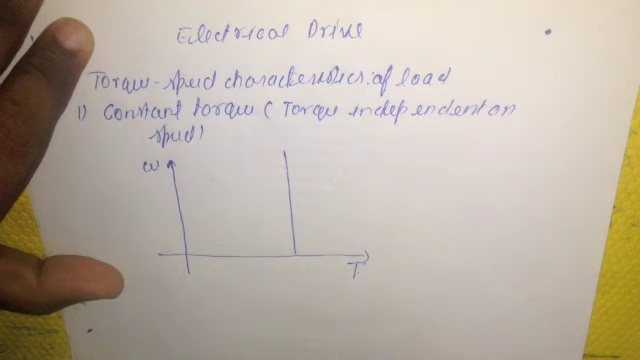 Electrical Drive
Torque-speed characteristics of load
1) Constant torque ( Torque independent on
speed)
ω
T